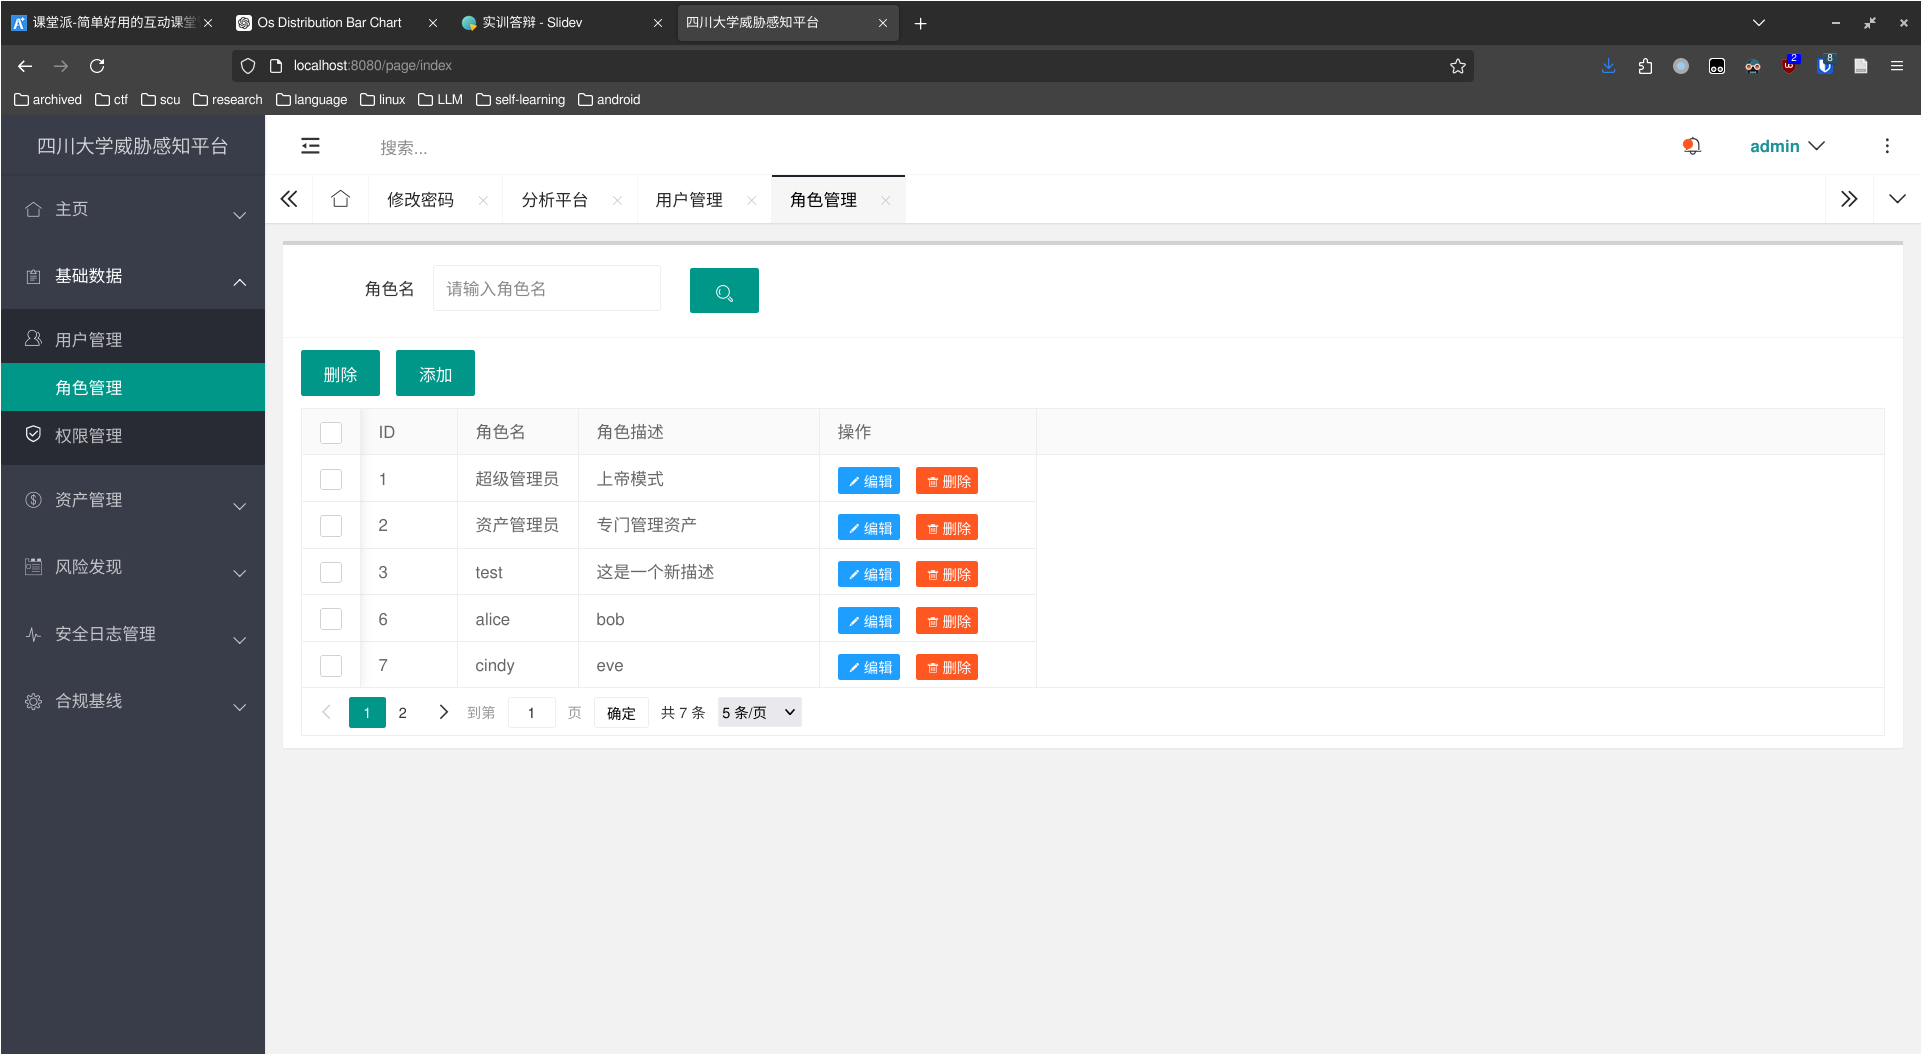 课堂派-简单好用的互动课堂
Os Distribution Bar Chart
实训答辩 - Slidev
四川大学威胁感知平台
localhost:8080/page/index
2
8
archived
ctf
scu
research
language
linux
LLM
self-learning
android
四川大学威胁感知平台
搜索...
admin
主页
基础数据
用户管理
角色管理
权限管理
资产管理
风险发现
安全日志管理
合规基线
修改密码
分析平台
用户管理
角色管理
角色名
请输入角色名
删除
添加
ID 角色名 角色描述 操作
1 超级管理员 上帝模式 编辑 删除
2 资产管理员 专门管理资产 编辑 删除
3 test 这是一个新描述 编辑 删除
6 alice bob 编辑 删除
7 cindy eve 编辑 删除
1 2 到第 1 页 确定 共 7 条 5 条/页